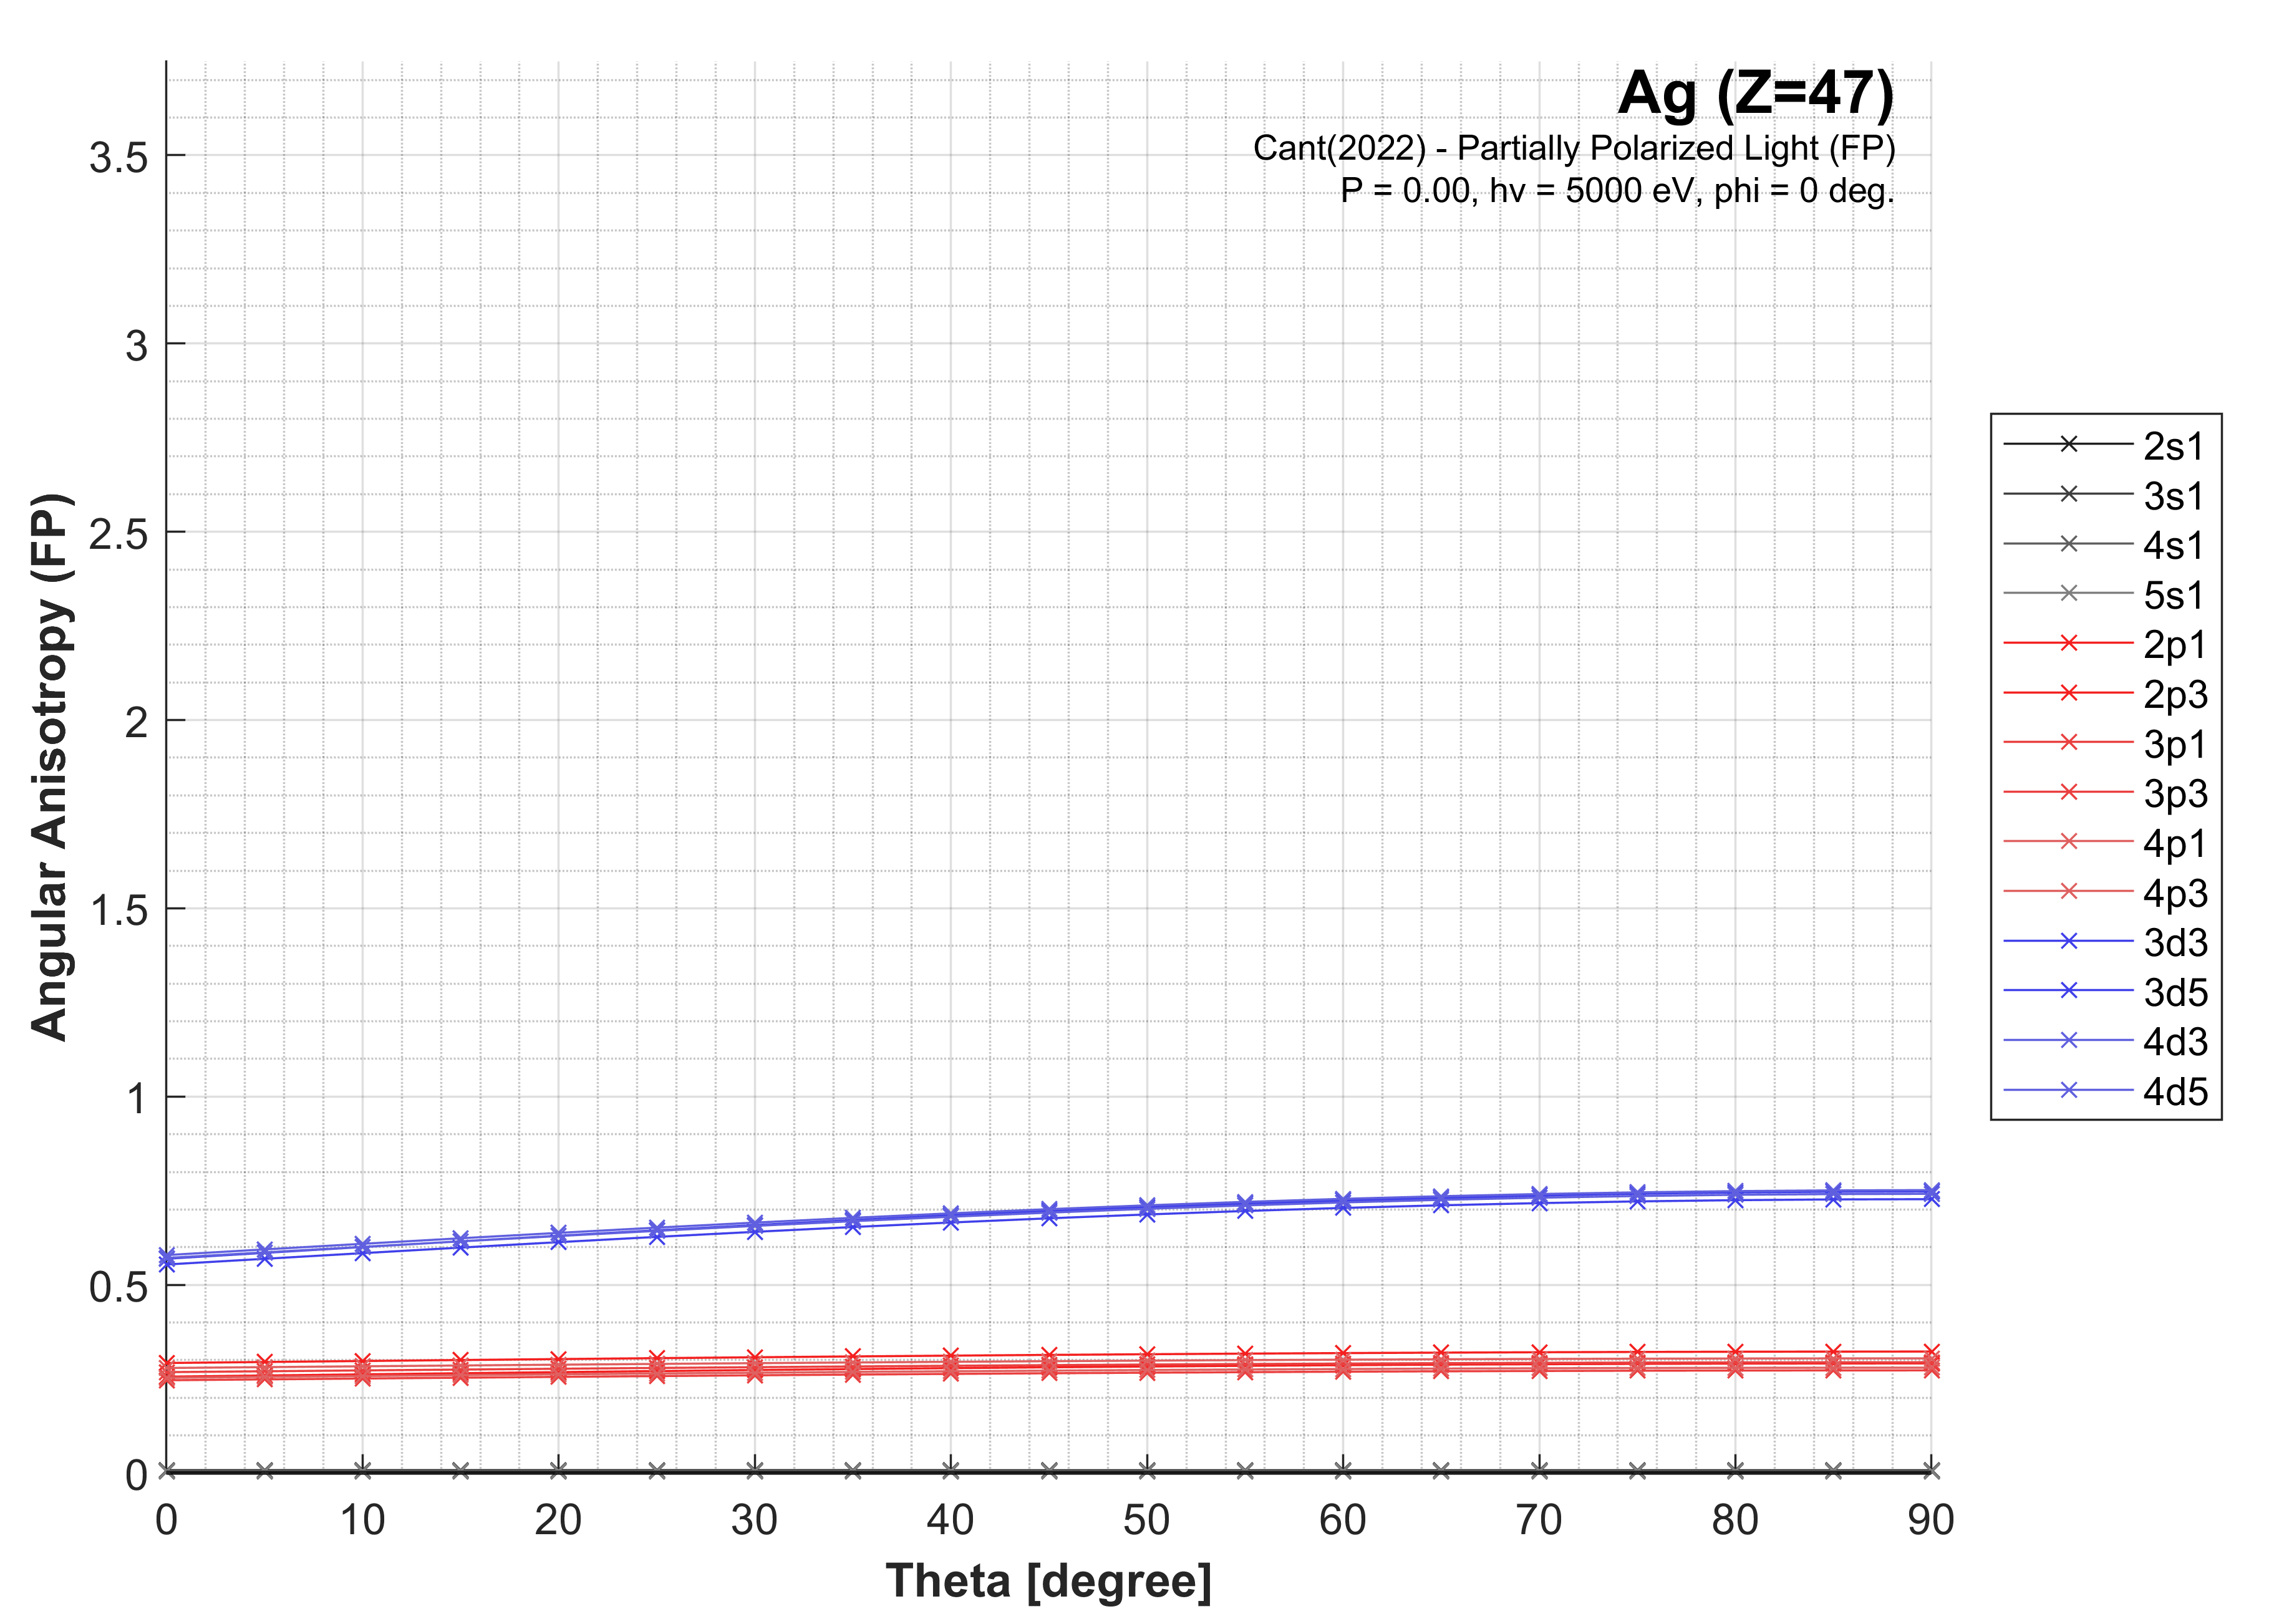 Ag (Z=47)
Cant(2022) - Partially Polarized Light (FP)
P = 0.00, hv = 5000 eV, phi = 0 deg.
Angular Anisotropy (FP)
3.5
3
2.5
2
1.5
1
0.5
0
0 10 20 30 40 50 60 70 80 90
Theta [degree]
2s1
3s1
4s1
5s1
2p1
2p3
3p1
3p3
4p1
4p3
3d3
3d5
4d3
4d5